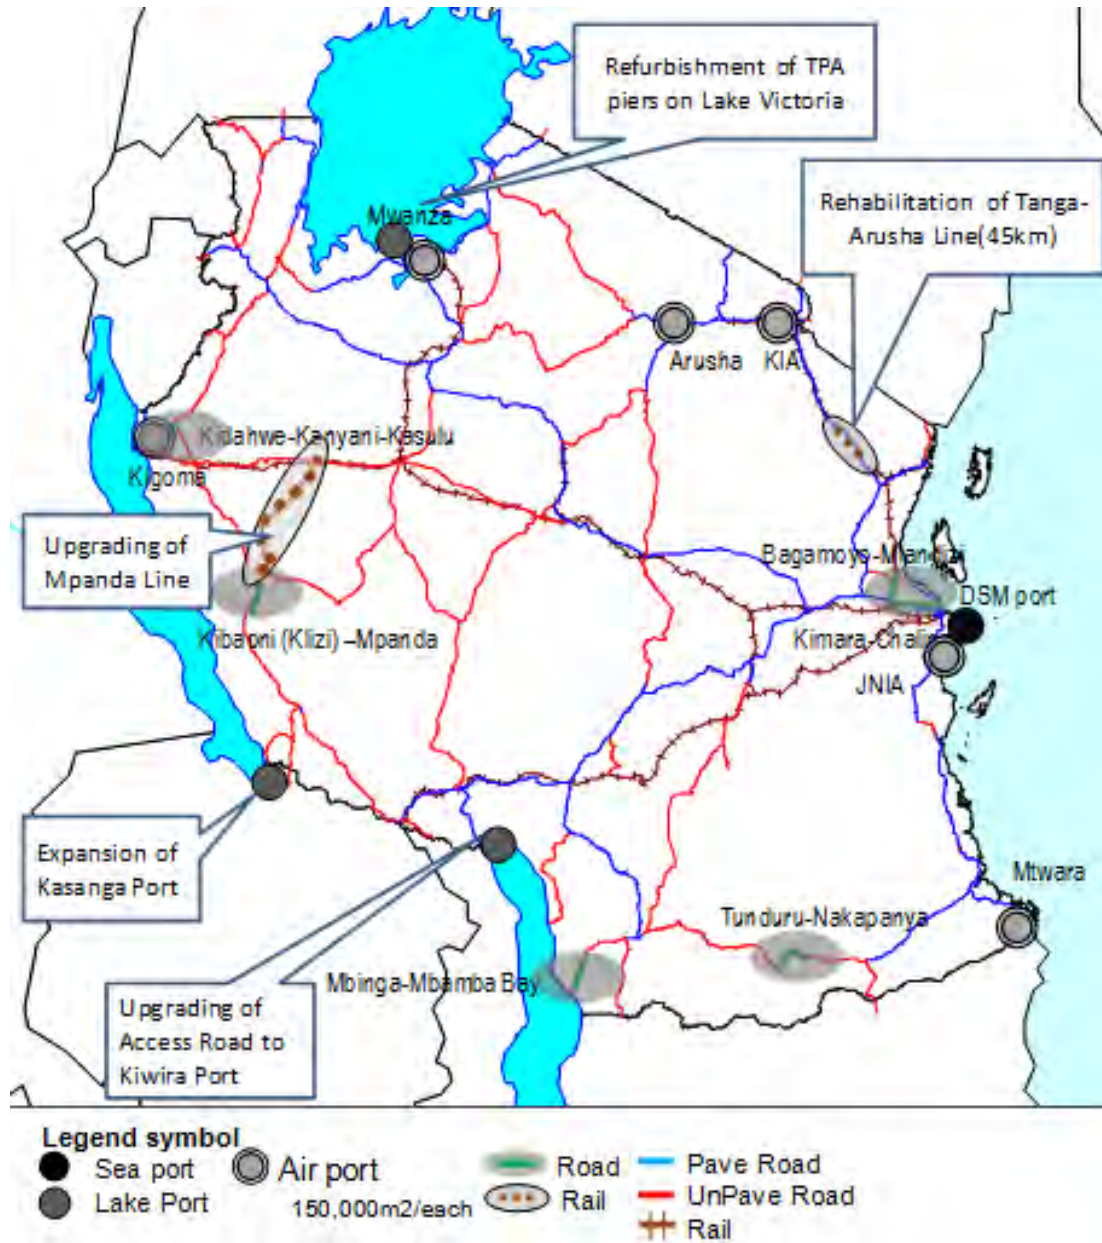 Refurbishment of TPA
piers on Lake Victoria
Rehabilitation of Tanga-
Arusha Line(45km)
Mwanza
Arusha
KIA
Kidahwe-Kanyani-Kasulu
Kigoma
Upgrading of
Mpanda Line
Bagamoyo-Mlandizi
DSM port
Kibaoni (Klizi) –Mpanda
Kimara-Chalin
JNIA
Expansion of
Kasanga Port
Mtwara
Tunduru-Nakapanya
Mbinga-Mbamba Bay
Upgrading of
Access Road to
Kiwira Port
Legend symbol
Sea port
Air port
Road
Pave Road
Lake Port
150,000m2/each
Rail
UnPave Road
Rail